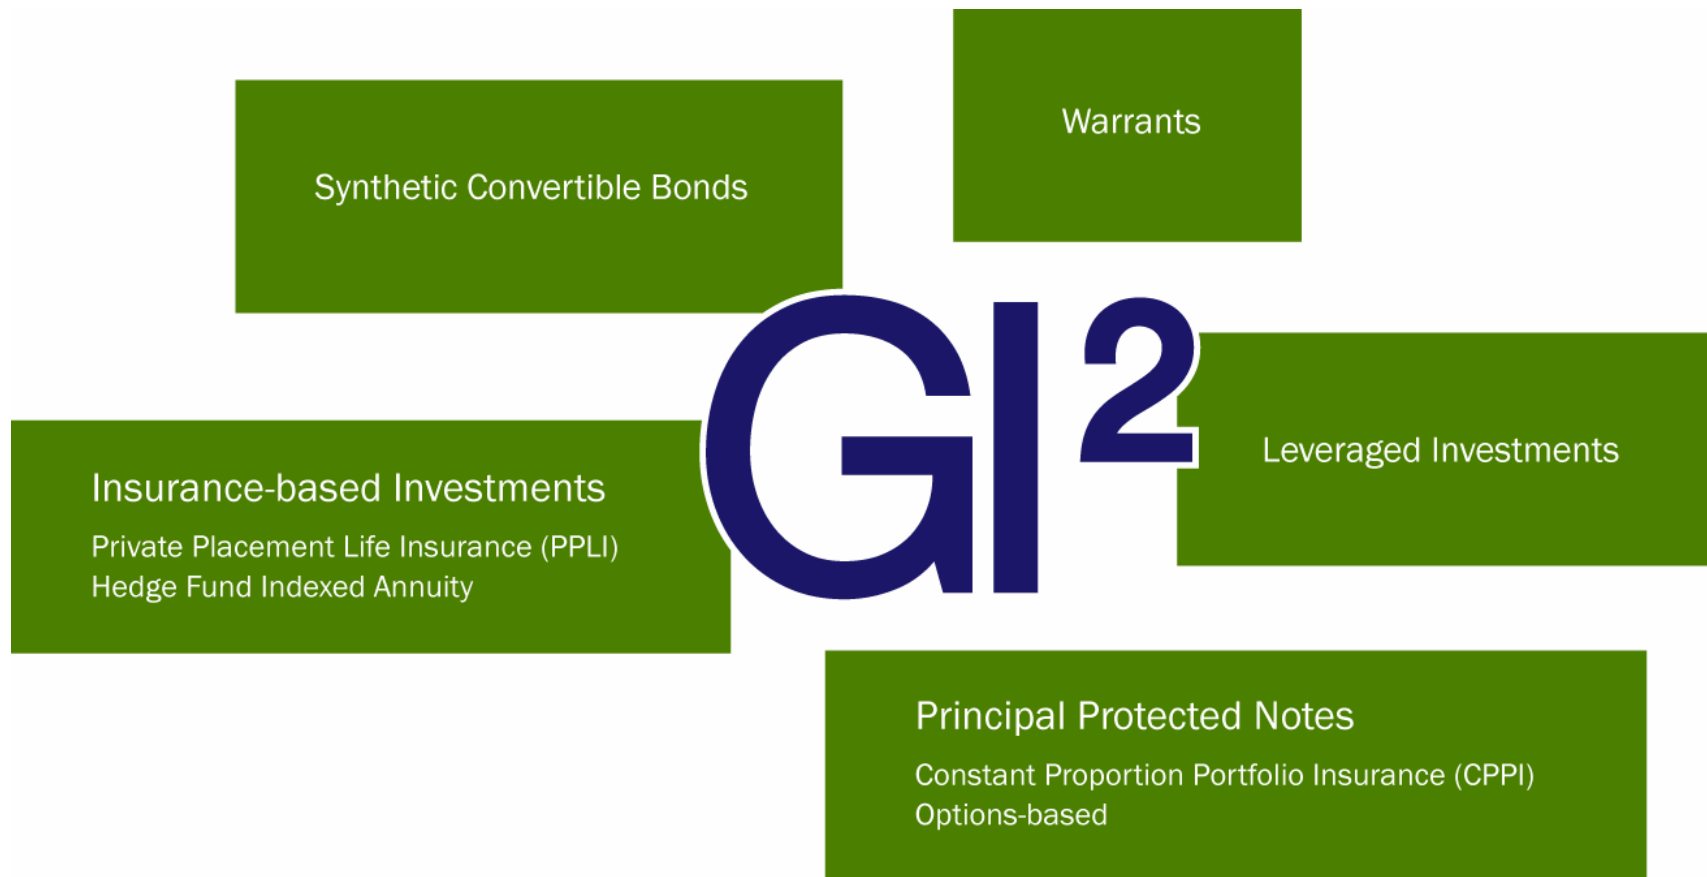 Warrants
Synthetic Convertible Bonds
GI²
Leveraged Investments
Insurance-based Investments
Private Placement Life Insurance (PPLI)
Hedge Fund Indexed Annuity
Principal Protected Notes
Constant Proportion Portfolio Insurance (CPPI)
Options-based